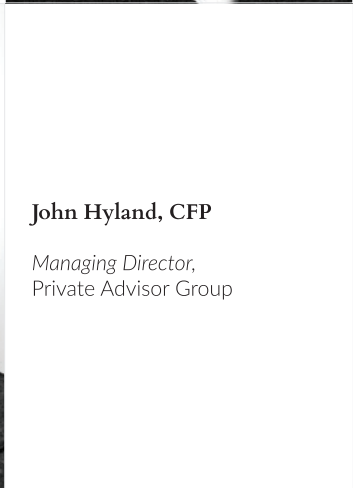 John Hyland, CFP
Managing Director,
Private Advisor Group